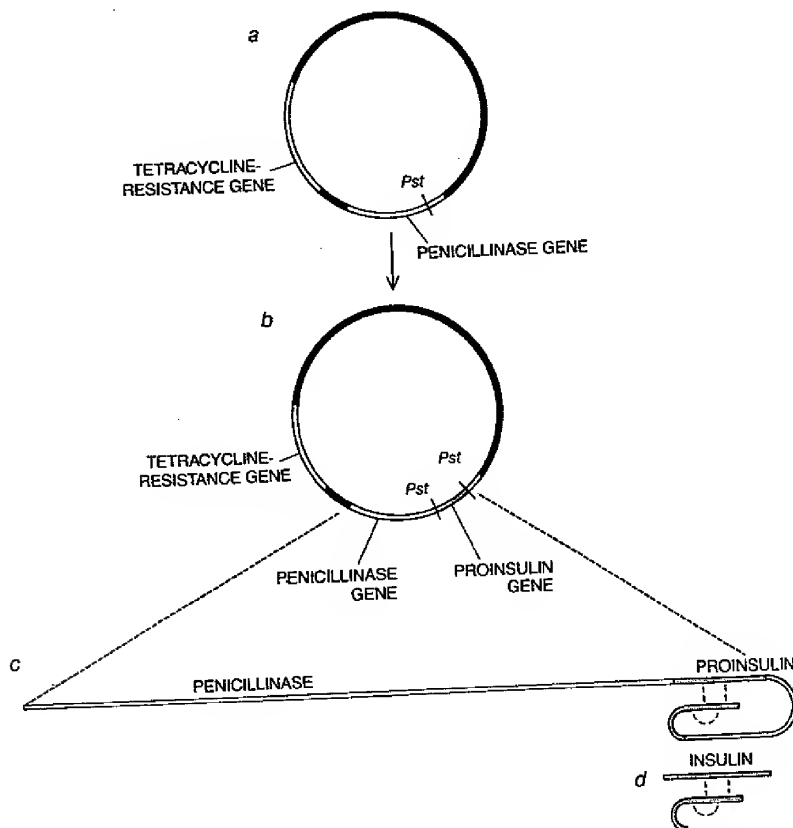 a
TETRACYCLINE-
RESISTANCE GENE
Pst
PENICILLINASE GENE
b
TETRACYCLINE-
RESISTANCE GENE
Pst
Pst
PENICILLINASE
GENE
PROINSULIN
GENE
c
PENICILLINASE
PROINSULIN
INSULIN
d